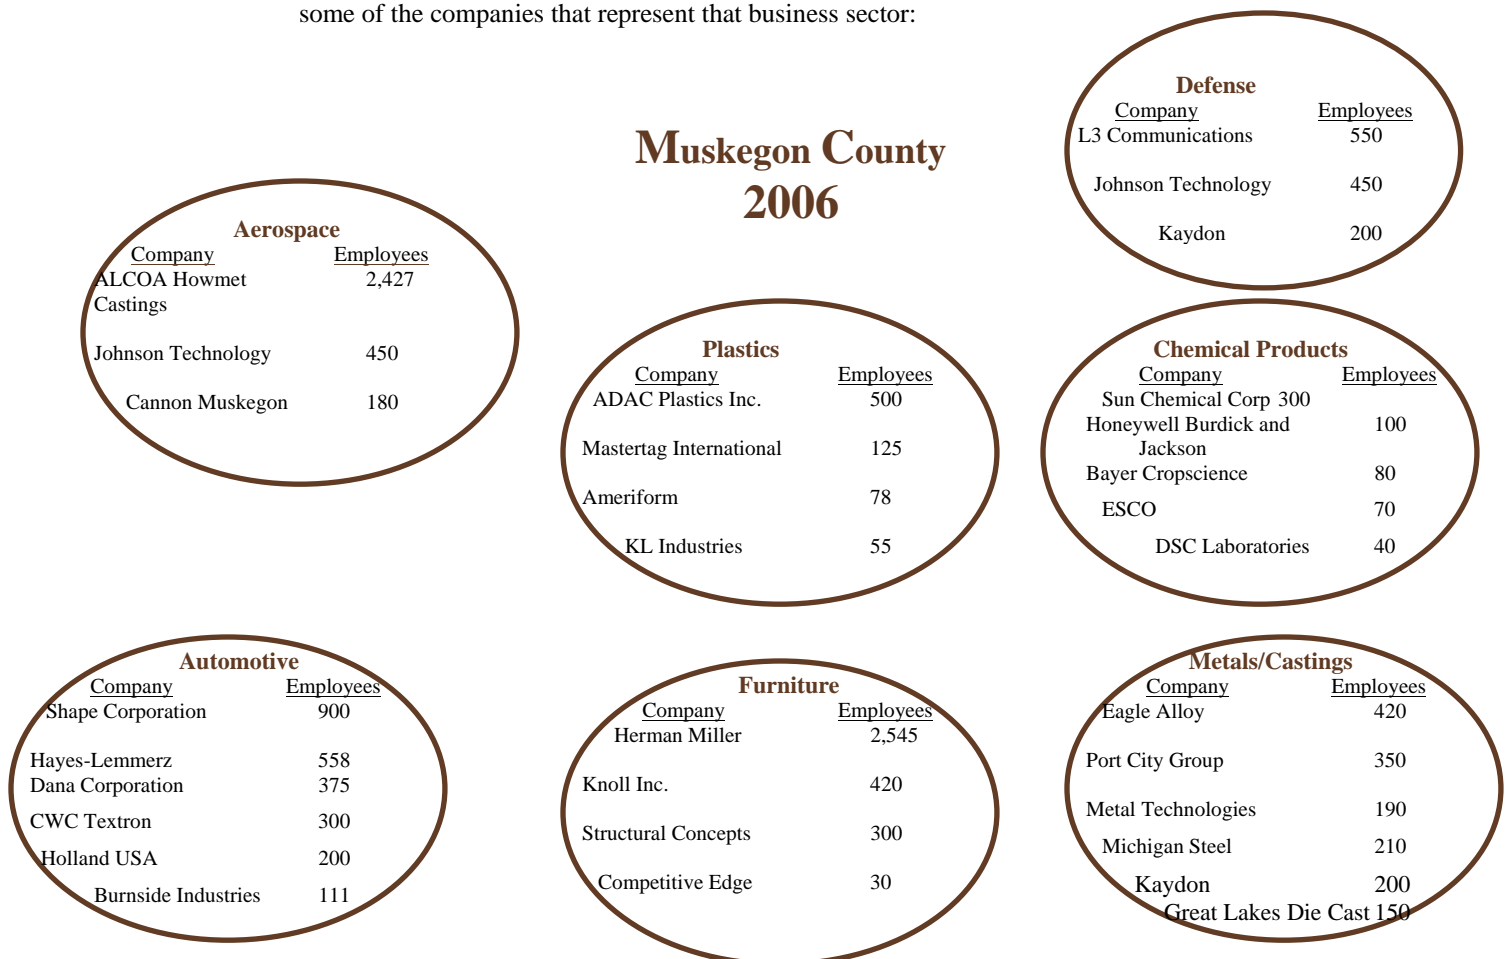 some of the companies that represent that business sector:
Defense
Company Employees
L3 Communications 550
Johnson Technology 450
Kaydon 200
Muskegon County
2006
Aerospace
Company Employees
ALCOA Howmet 2,427
Castings
Johnson Technology 450
Cannon Muskegon 180
Plastics
Company Employees
ADAC Plastics Inc. 500
Mastertag International 125
Ameriform 78
KL Industries 55
Chemical Products
Company Employees
Sun Chemical Corp 300
Honeywell Burdick and 100
Jackson
Bayer Cropscience 80
ESCO 70
DSC Laboratories 40
Automotive
Company Employees
Shape Corporation 900
Hayes-Lemmerz 558
Dana Corporation 375
CWC Textron 300
Holland USA 200
Burnside Industries 111
Furniture
Company Employees
Herman Miller 2,545
Knoll Inc. 420
Structural Concepts 300
Competitive Edge 30
Metals/Castings
Company Employees
Eagle Alloy 420
Port City Group 350
Metal Technologies 190
Michigan Steel 210
Kaydon 200
Great Lakes Die Cast 150